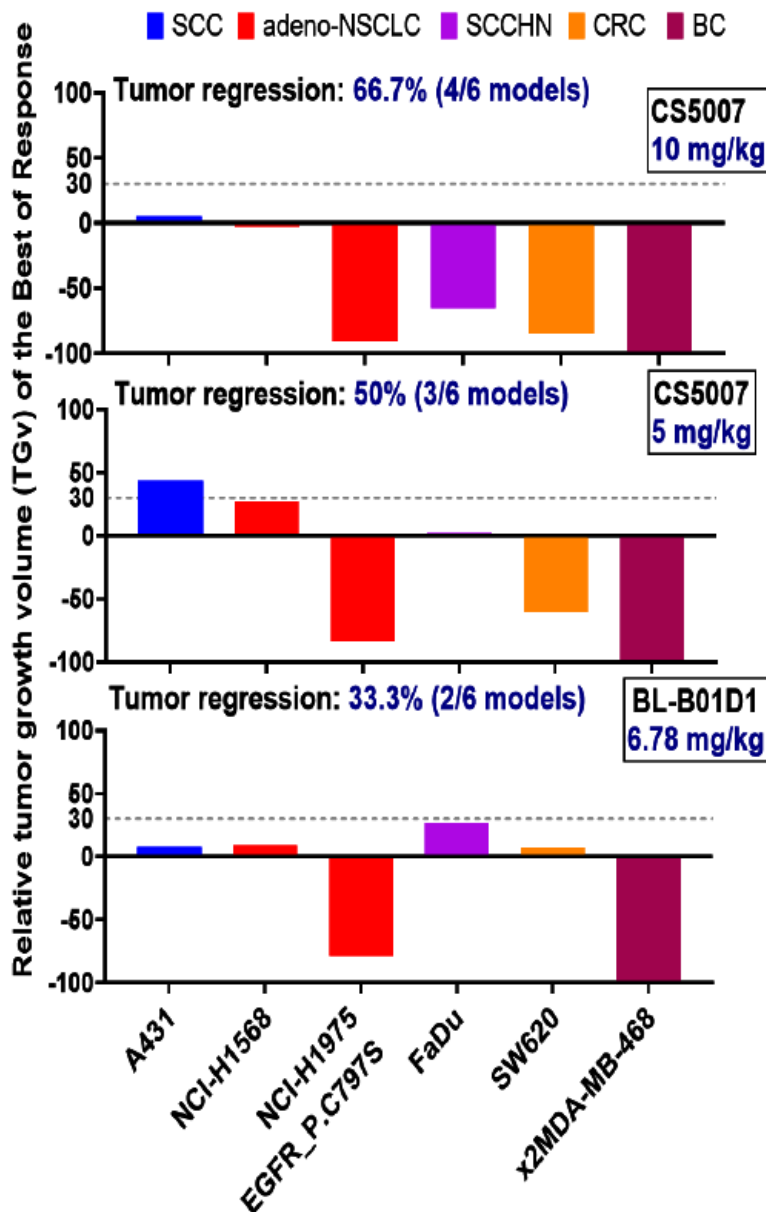 SCC adeno-NSCLC SCCHN CRC BC
Relative tumor growth volume (TGv) of the Best of Response
Tumor regression: 66.7% (4/6 models)
CS5007
10 mg/kg
100
50
30
0
-50
-100
Tumor regression: 50% (3/6 models)
CS5007
5 mg/kg
100
50
30
0
-50
-100
Tumor regression: 33.3% (2/6 models)
BL-B01D1
6.78 mg/kg
100
50
30
0
-50
-100
A431
NCI-H1568
NCI-H1975
EGFR_P.C797S
FaDu
SW620
x2MDA-MB-468